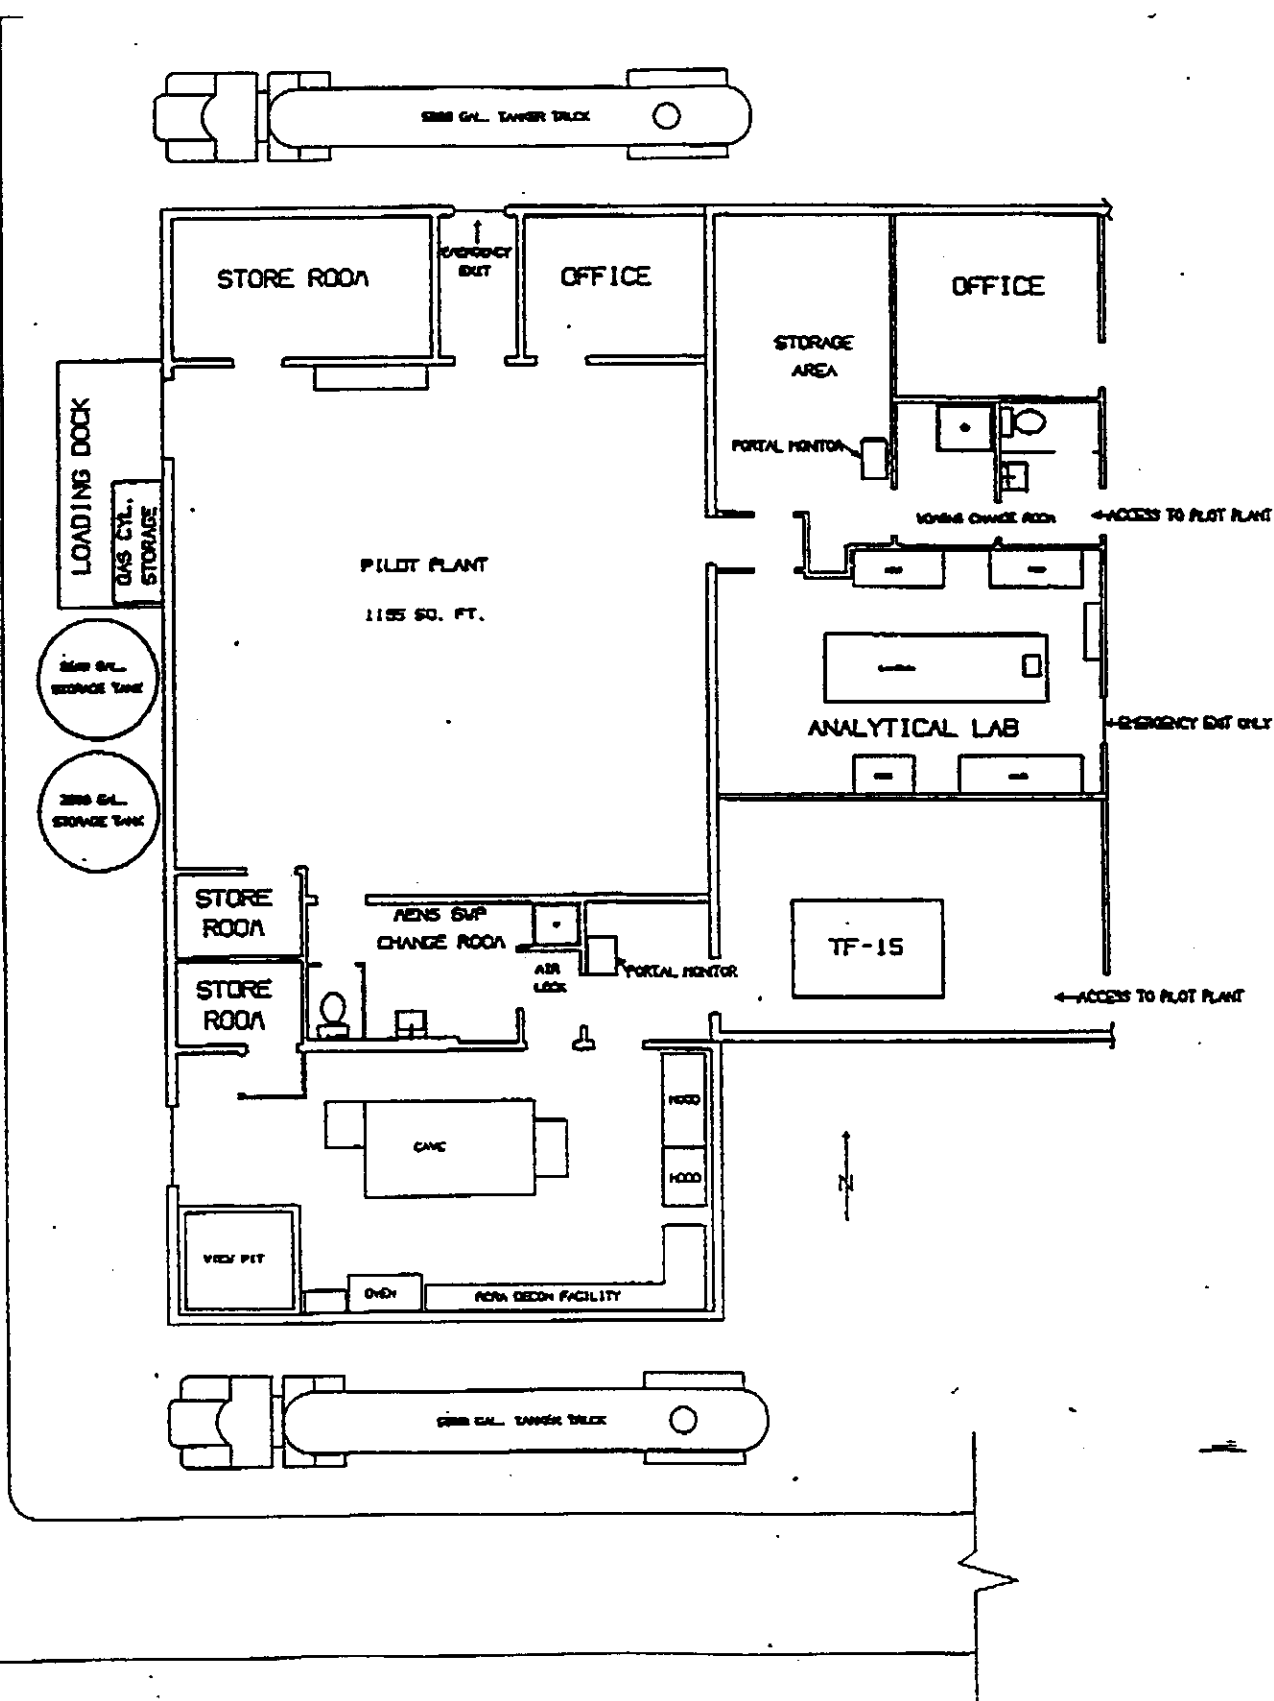 GAL. TANKER TRUCK
EMERGENCY
EXIT
STORE ROOM
OFFICE
OFFICE
STORAGE
AREA
LOADING DOCK
GAS CYL.
STORAGE
PORTAL MONITOR
CHANGE ROOM
ACCESS TO PILOT PLANT
PILOT PLANT
1155 SQ. FT.
GAL.
STORAGE TANK
ANALYTICAL LAB
EMERGENCY EXIT ONLY
GAL.
STORAGE TANK
STORE
ROOM
MENS SWP
CHANGE ROOM
TF-15
AIR
LOCK
PORTAL MONITOR
STORE
ROOM
ACCESS TO PILOT PLANT
HOOD
CAVE
HOOD
N
VIEW PIT
OVEN
RCRA DECON FACILITY
GAL. TANKER TRUCK